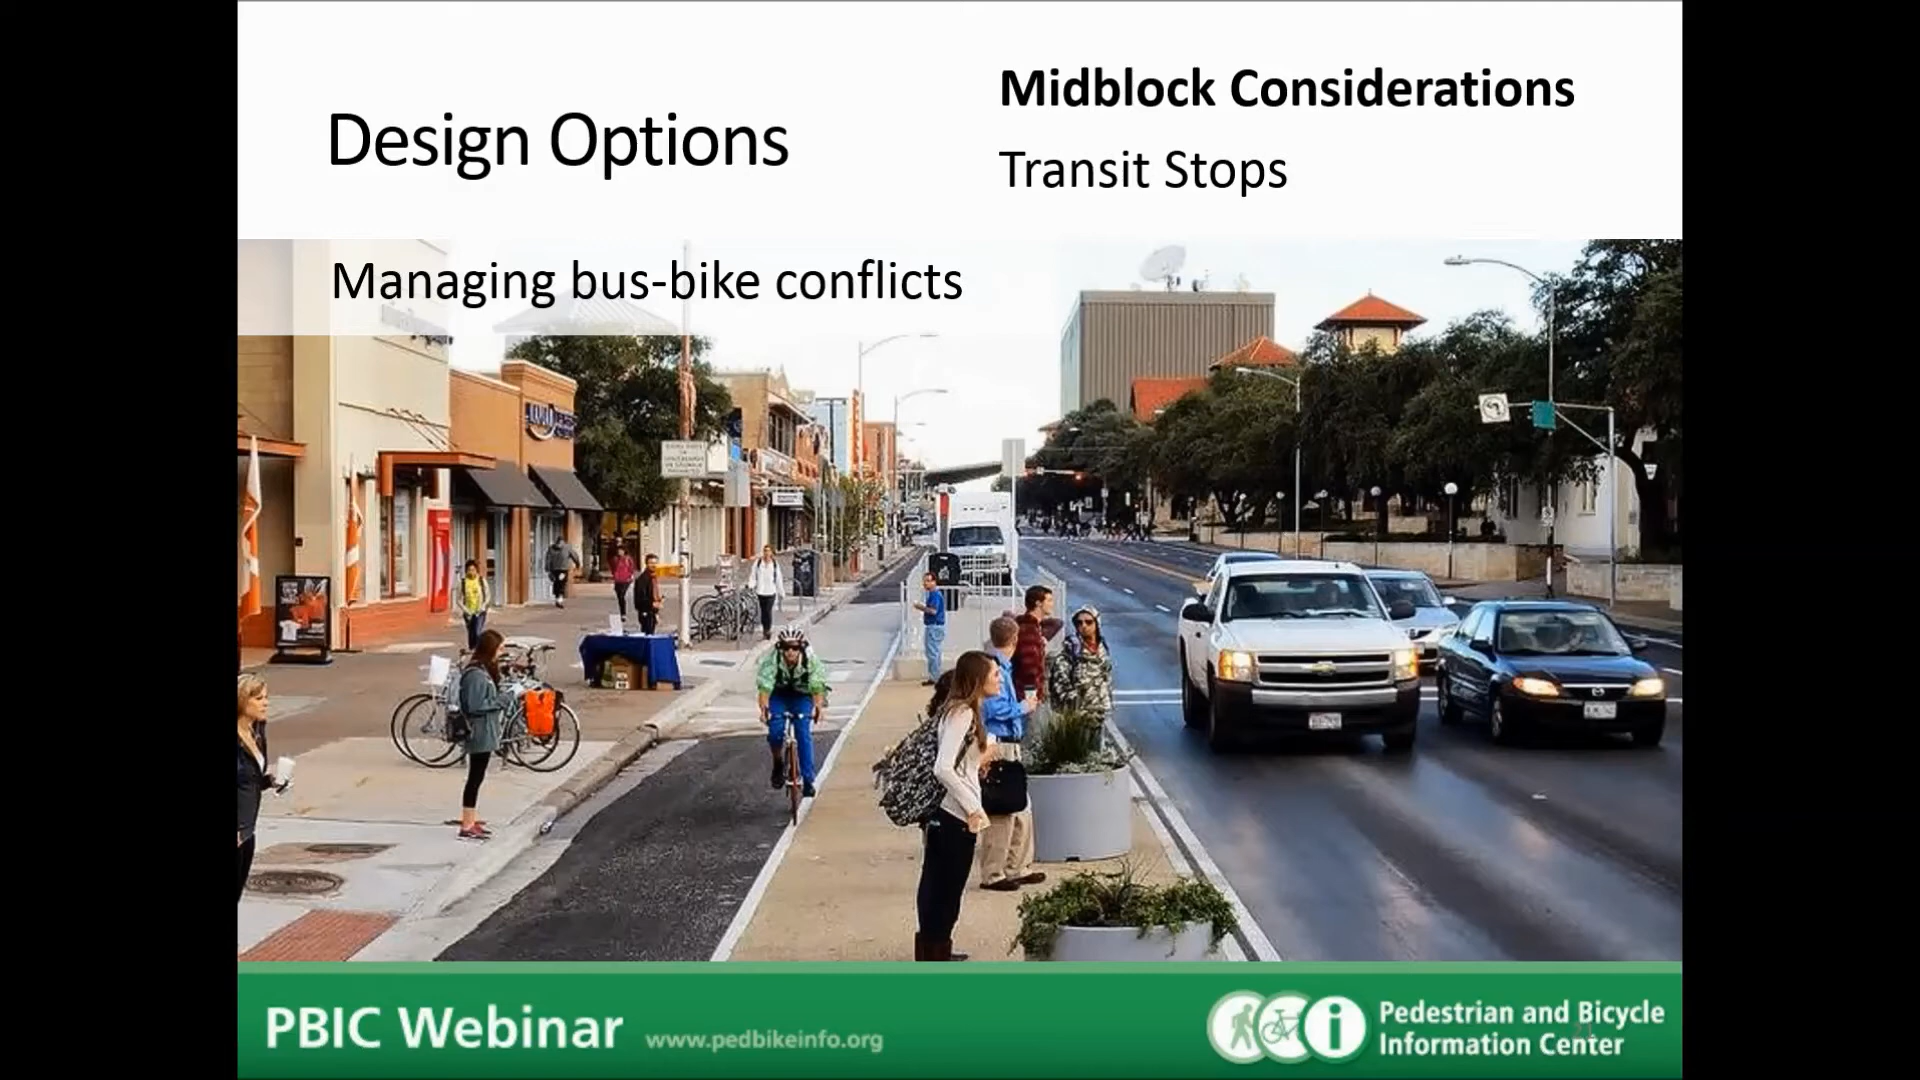 Design Options
Midblock Considerations
Transit Stops
Managing bus-bike conflicts
PBIC Webinar
www.pedbikeinfo.org
Pedestrian and Bicycle
Information Center